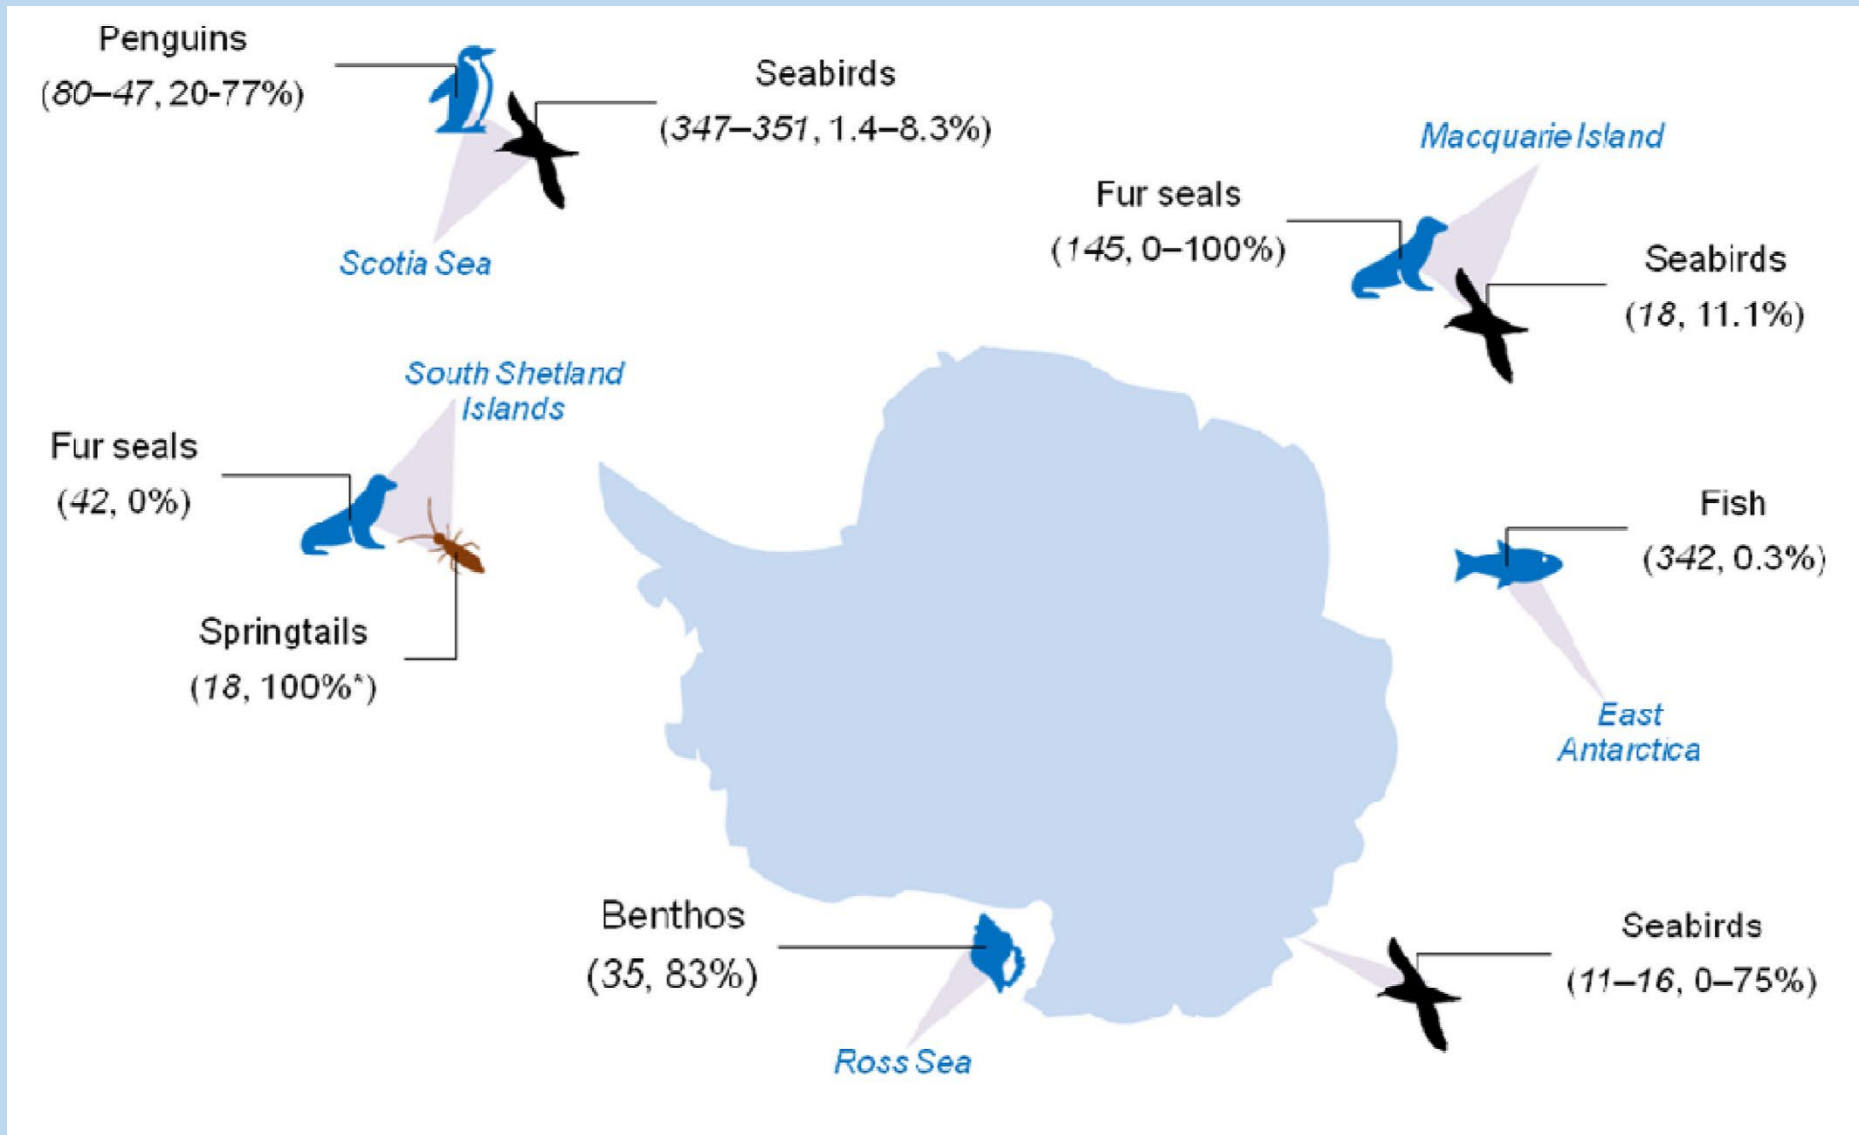 Penguins
(80–47, 20-77%)
Seabirds
(347–351, 1.4–8.3%)
Scotia Sea
Macquarie Island
Fur seals
(145, 0–100%)
Seabirds
(18, 11.1%)
South Shetland
Islands
Fur seals
(42, 0%)
Springtails
(18, 100%*)
Fish
(342, 0.3%)
East
Antarctica
Benthos
(35, 83%)
Ross Sea
Seabirds
(11–16, 0–75%)